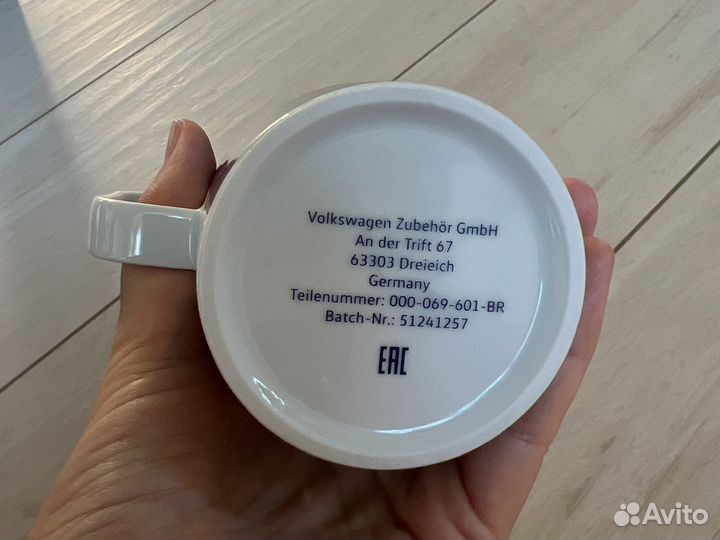 Volkswagen Zubehör GmbH
An der Trift 67
63303 Dreieich
Germany
Teilenummer: 000-069-601-BR
Batch-Nr.: 51241257
EAC
Avito